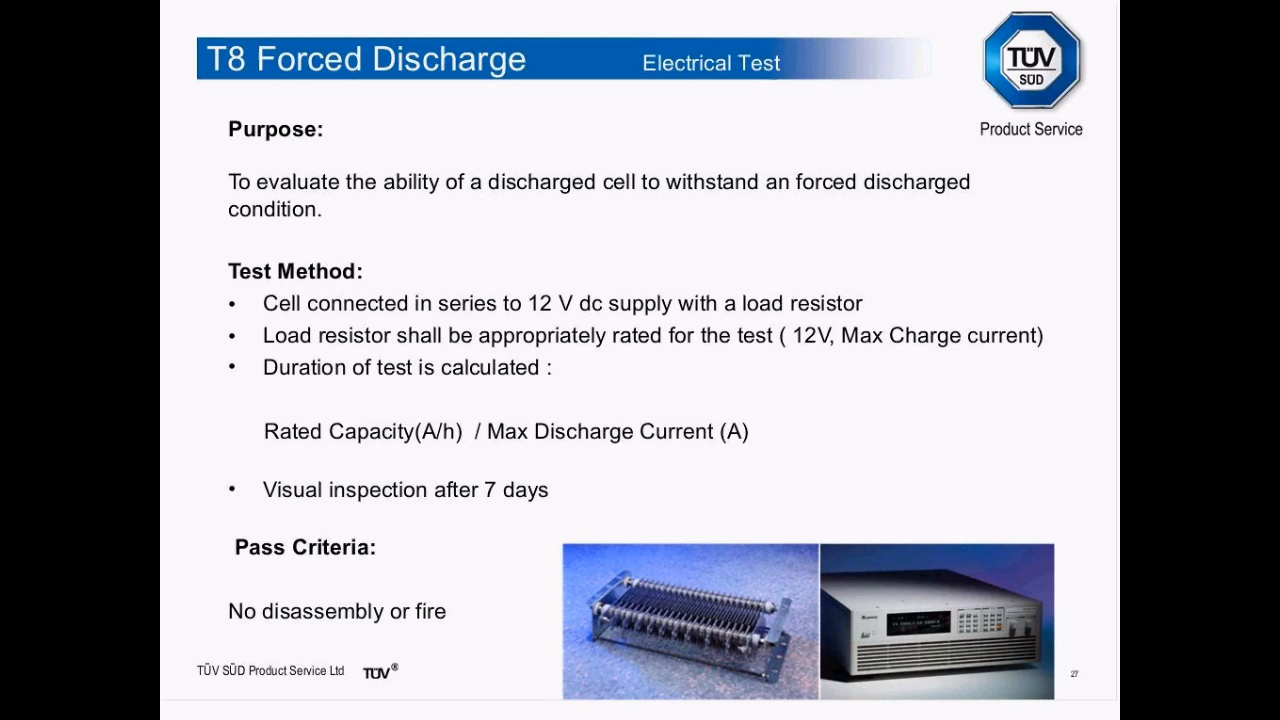 T8 Forced Discharge
Electrical Test
TÜV
SÜD
Product Service
Purpose:
To evaluate the ability of a discharged cell to withstand an forced discharged
condition.
Test Method:
• Cell connected in series to 12 V dc supply with a load resistor
• Load resistor shall be appropriately rated for the test ( 12V, Max Charge current)
• Duration of test is calculated :
Rated Capacity(A/h) / Max Discharge Current (A)
• Visual inspection after 7 days
Pass Criteria:
No disassembly or fire
TÜV SÜD Product Service Ltd
TÜV®
27